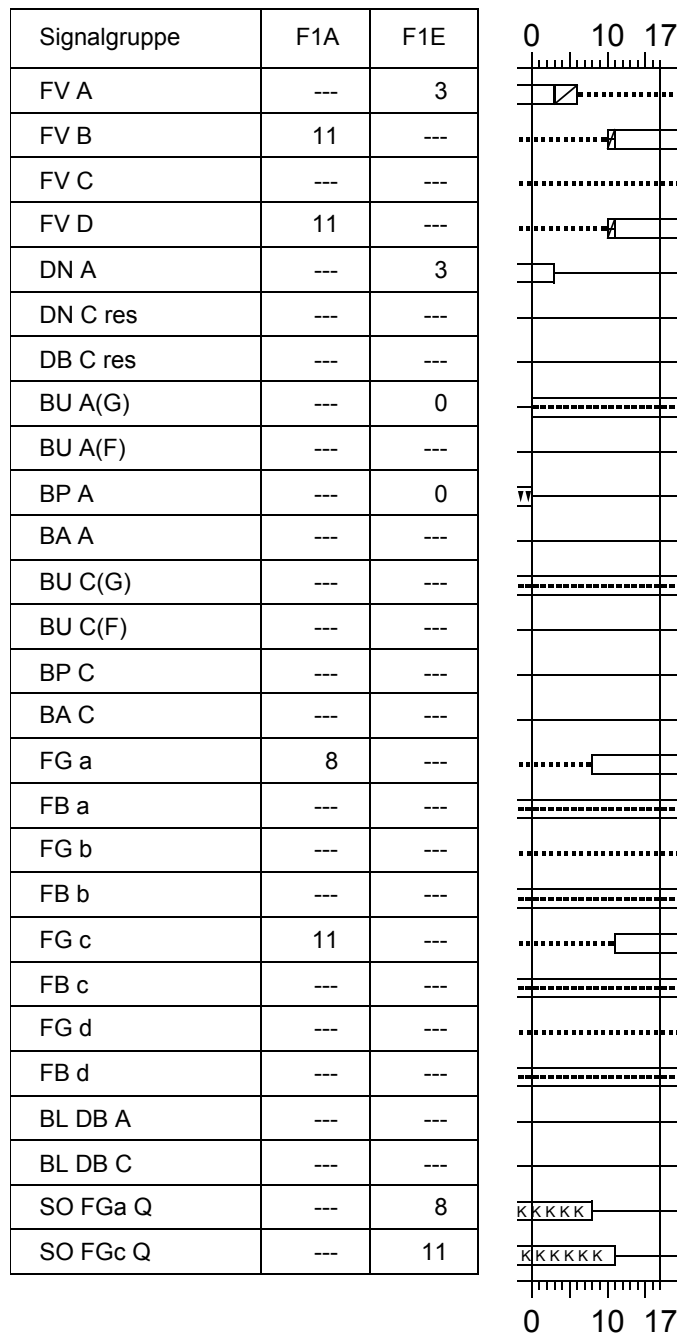 Signalgruppe F1A F1E 0 10 17
FV A --- 3
FV B 11 ---
FV C --- ---
FV D 11 ---
DN A --- 3
DN C res --- ---
DB C res --- ---
BU A(G) --- 0
BU A(F) --- ---
BP A --- 0
BA A --- ---
BU C(G) --- ---
BU C(F) --- ---
BP C --- ---
BA C --- ---
FG a 8 ---
FB a --- ---
FG b --- ---
FB b --- ---
FG c 11 ---
FB c --- ---
FG d --- ---
FB d --- ---
BL DB A --- ---
BL DB C --- ---
SO FGa Q --- 8 K K K K K
SO FGc Q --- 11 K K K K K K
0 10 17